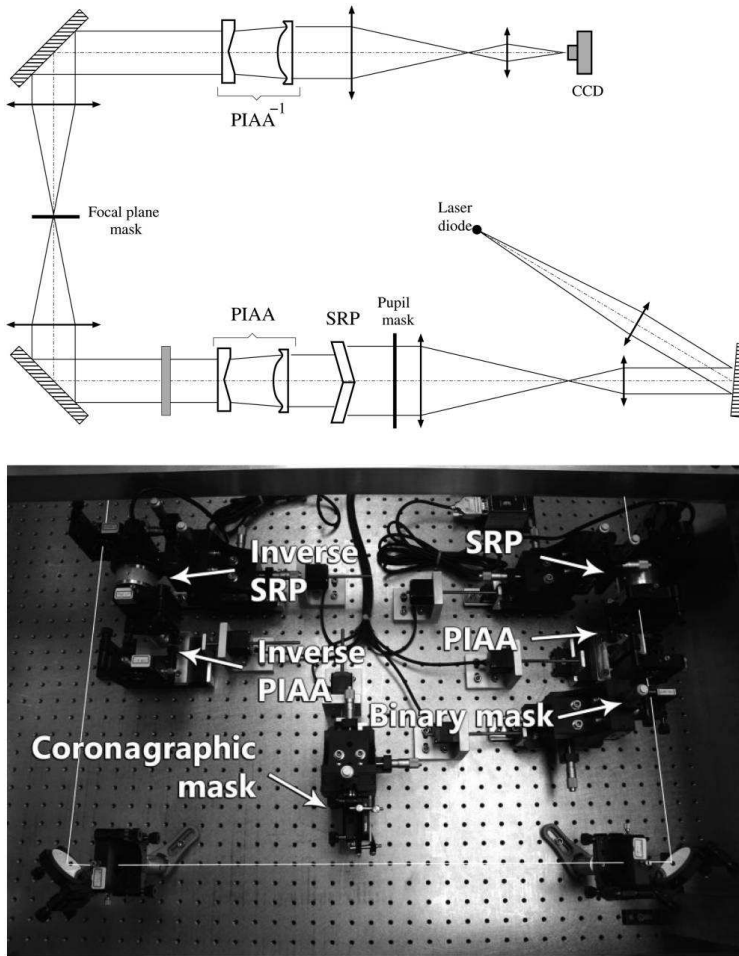 PIAA
-1
CCD
Focal plane
mask
Laser
diode
PIAA
SRP
Pupil
mask
Inverse
SRP
SRP
PIAA
Inverse
PIAA
Binary mask
Coronagraphic
mask